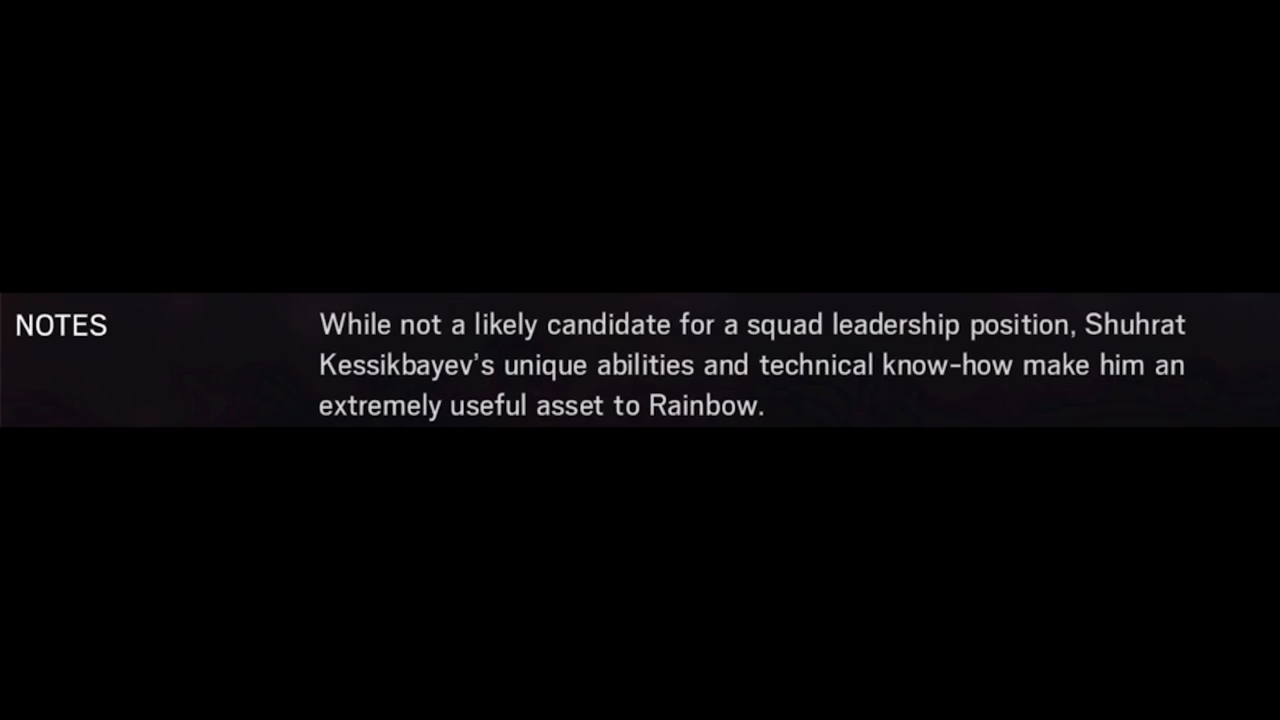 NOTES
While not a likely candidate for a squad leadership position, Shuhrat
Kessikbayev's unique abilities and technical know-how make him an
extremely useful asset to Rainbow.